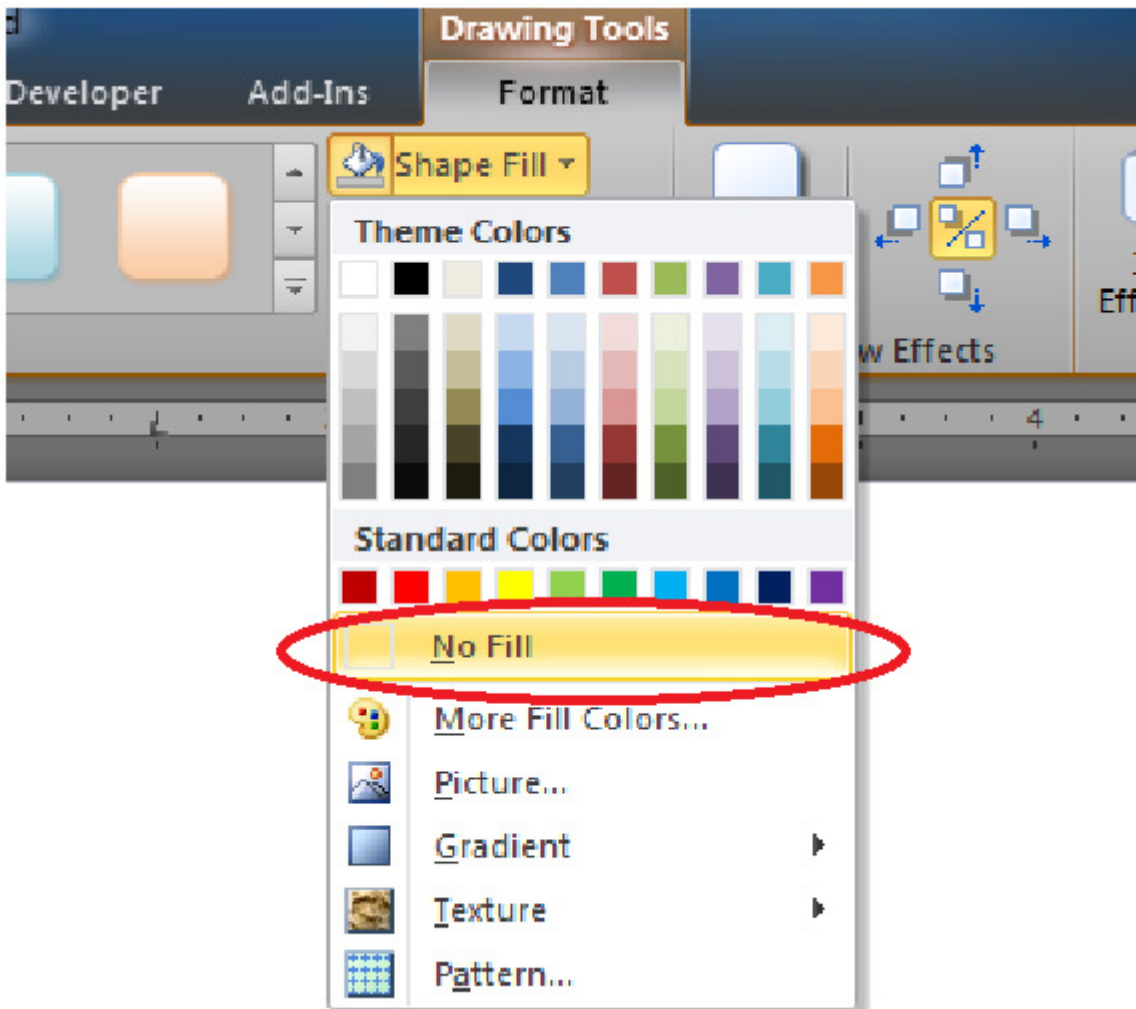 Drawing Tools
Developer Add-Ins Format
Shape Fill
Theme Colors
Eff
w Effects
4
Standard Colors
No Fill
More Fill Colors...
Picture...
Gradient
Texture
Pattern...